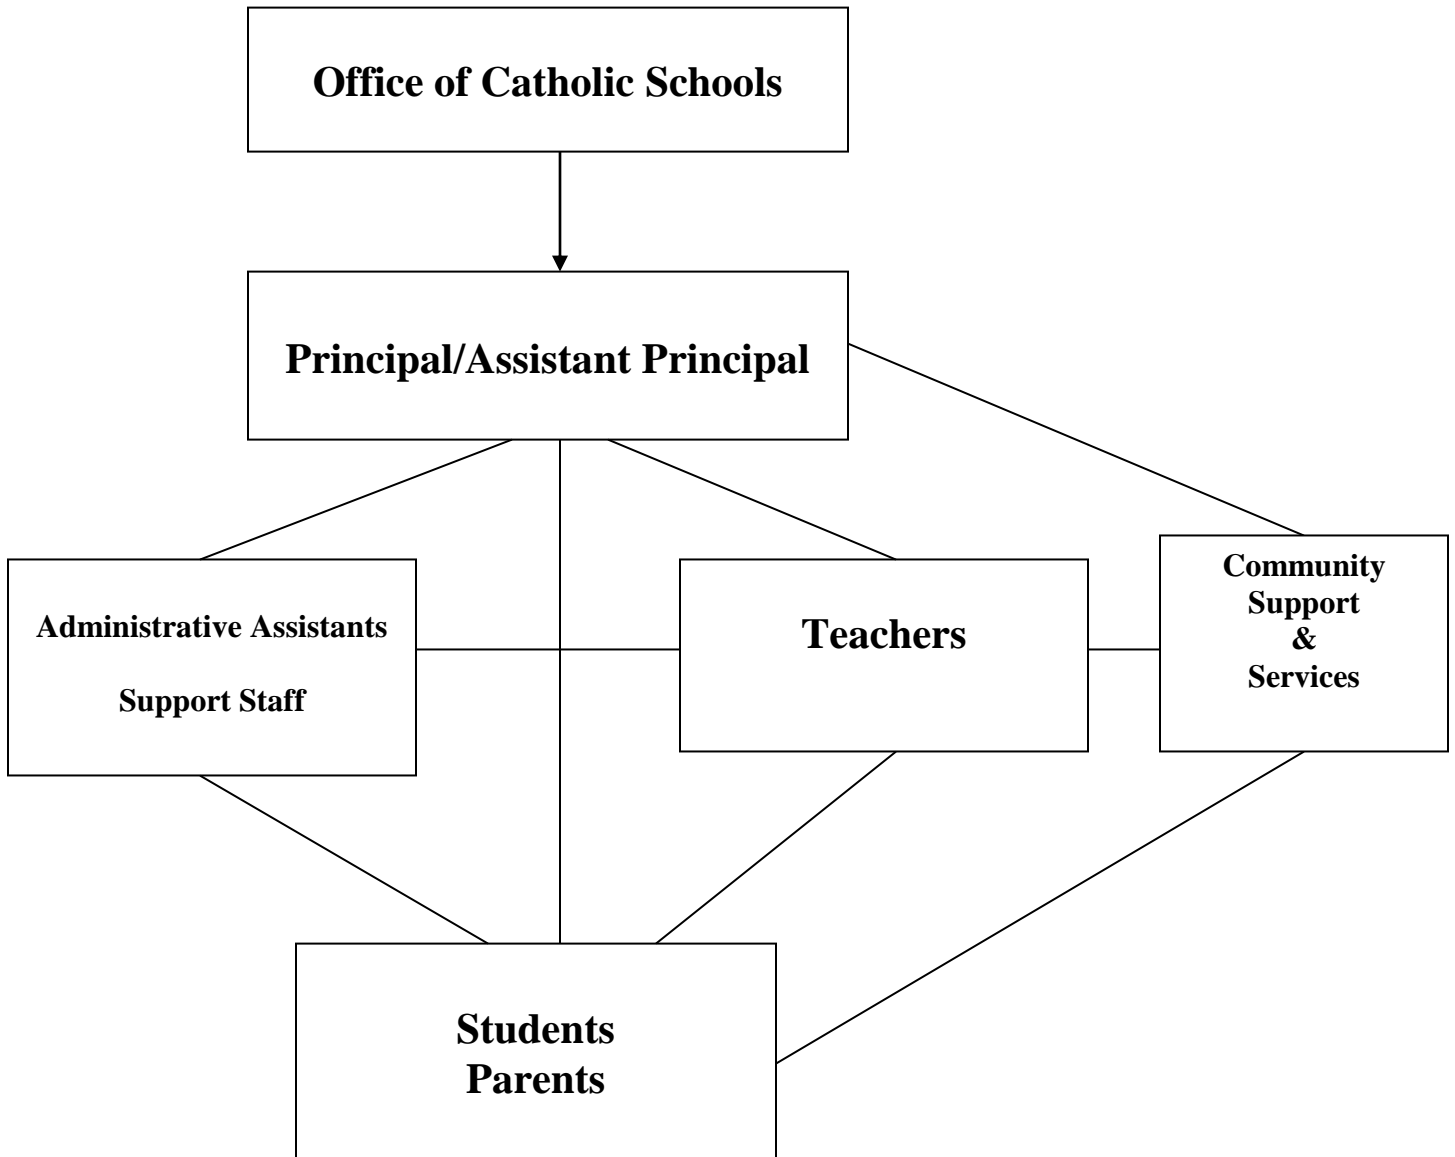 Office of Catholic Schools
Principal/Assistant Principal
Administrative Assistants
Support Staff
Teachers
Community
Support
&
Services
Students
Parents